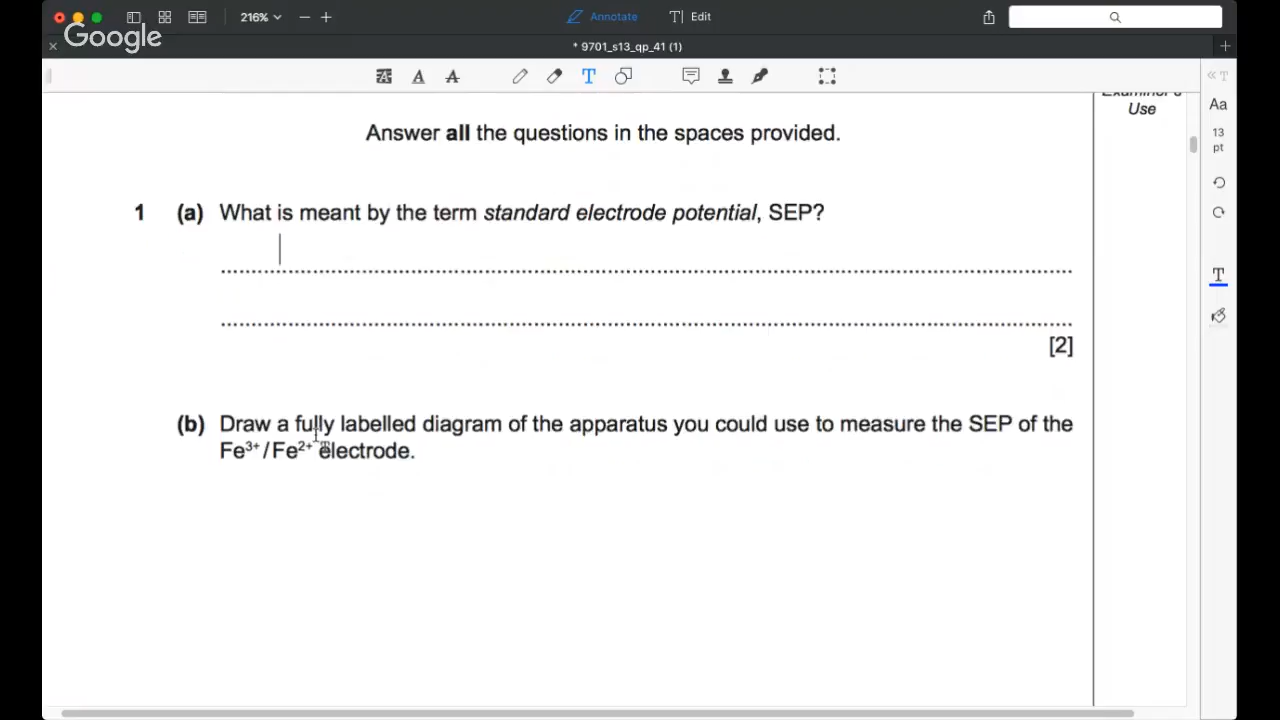 216%
Annotate
Edit
Google
* 9701_s13_qp_41 (1)
Use
Aa
13
pt
Answer all the questions in the spaces provided.
1 (a) What is meant by the term standard electrode potential, SEP?
[2]
(b) Draw a fully labelled diagram of the apparatus you could use to measure the SEP of the
Fe³⁺/Fe²⁺ electrode.